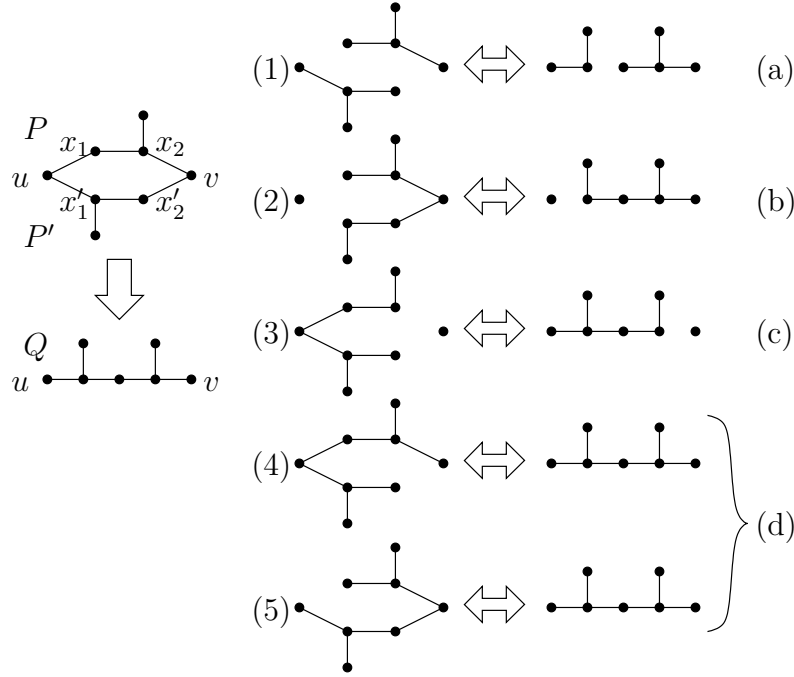 P
x₁ x₂
u v
x′₁ x′₂
P′
Q
u v
(1) (a)
(2) (b)
(3) (c)
(4)
(d)
(5)